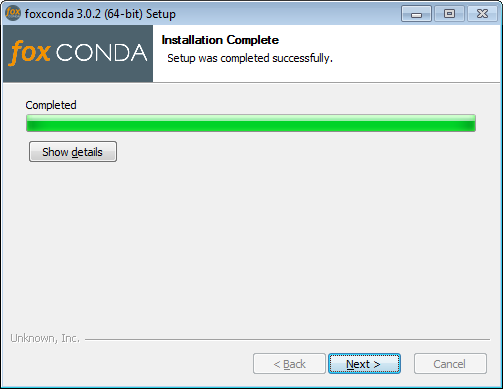 fox foxconda 3.0.2 (64-bit) Setup
fox CONDA
Installation Complete
Setup was completed successfully.
Completed
Show details
Unknown, Inc.
< Back
Next >
Cancel